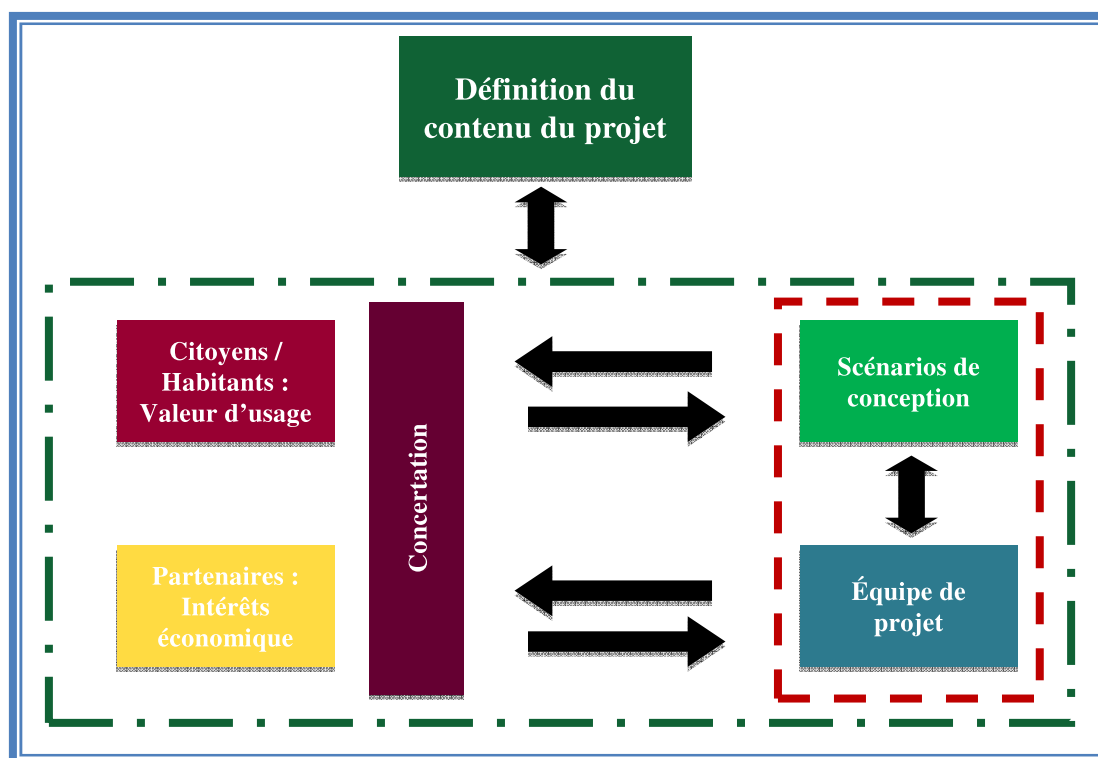 Définition du
contenu du projet
Citoyens /
Habitants :
Valeur d'usage
Concertation
Scénarios de
conception
Partenaires :
Intérêts
économique
Équipe de
projet